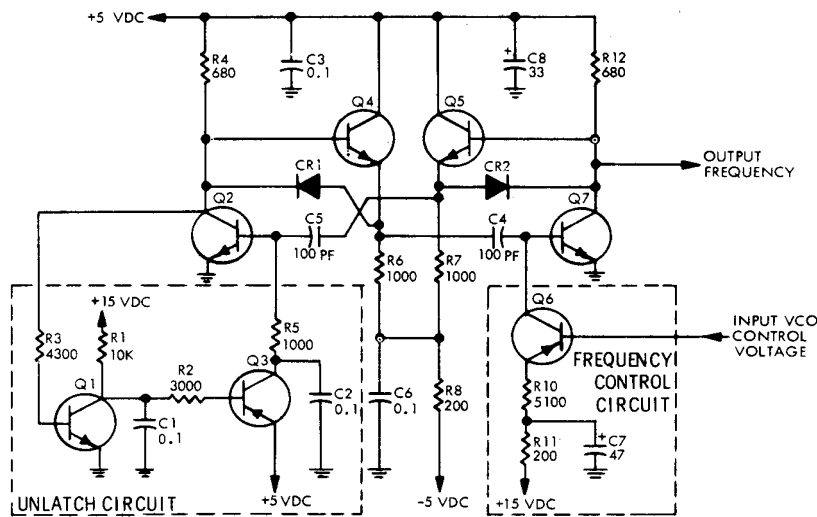 +5 VDC
R4
680
C3
0.1
C8
+
33
R12
680
Q4
Q5
OUTPUT
FREQUENCY
CR1
CR2
Q2
Q7
C5
100 PF
C4
100 PF
R6
1000
R7
1000
+15 VDC
R3
4300
R1
10K
R5
1000
Q6
INPUT VCO
CONTROL
VOLTAGE
Q1
R2
3000
Q3
FREQUENCY
CONTROL
CIRCUIT
C1
0.1
C2
0.1
C6
0.1
R8
200
R10
5100
R11
200
+
C7
47
UNLATCH CIRCUIT
+5 VDC
-5 VDC
+15 VDC